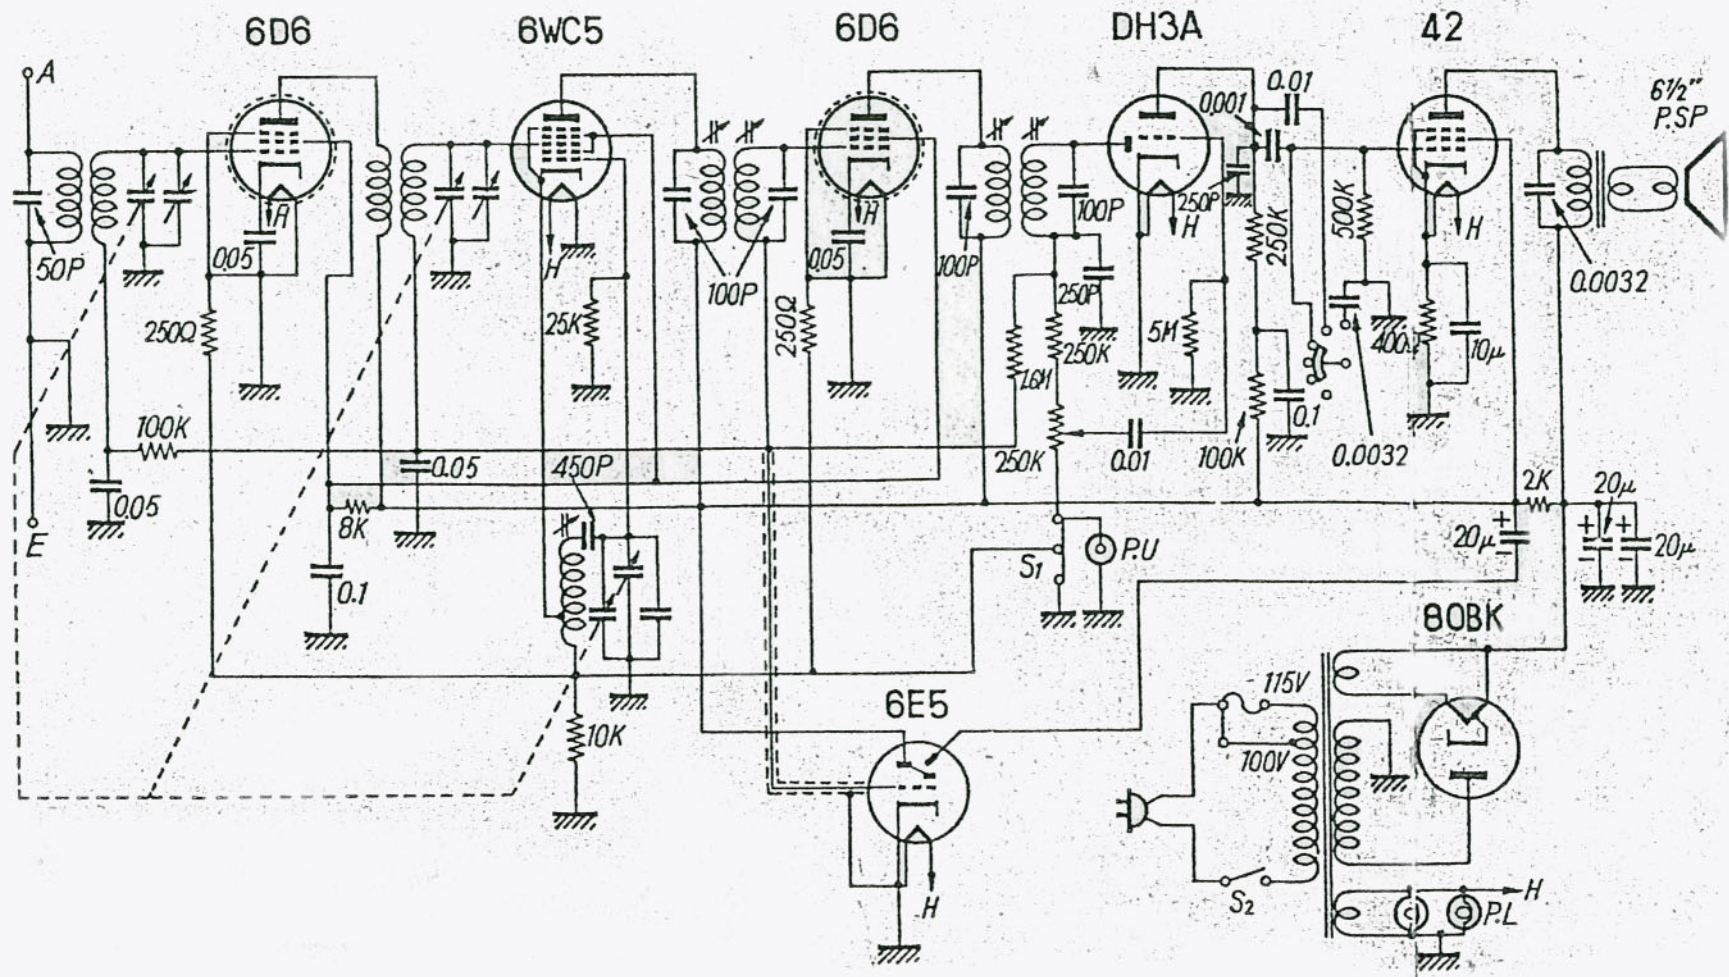 6D6
6WC5
6D6
DH3A
42
A
6½"
P.SP
0.01
0.001
H
H
H
H
H
H
50P
0.05
100P
0.05
100P
100P
250P
250P
250K
500K
0.0032
250Ω
25K
250Ω
1.6M
250K
5M
400Ω
10μ
100K
0.05
0.05
450P
250K
0.01
100K
0.1
0.0032
E
8K
0.1
2K
20μ
20μ
20μ
S1
P.U
80BK
6E5
10K
115V
100V
H
S2
H
P.L